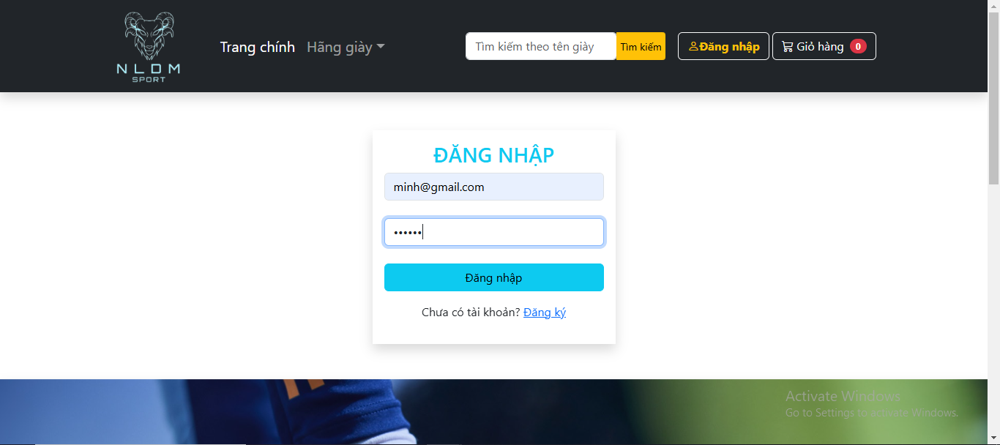 NLDM
SPORT
Trang chính
Hãng giày
Tìm kiếm theo tên giày
Tìm kiếm
Đăng nhập
Giỏ hàng 0
ĐĂNG NHẬP
minh@gmail.com
••••••
Đăng nhập
Chưa có tài khoản? Đăng ký
Activate Windows
Go to Settings to activate Windows.